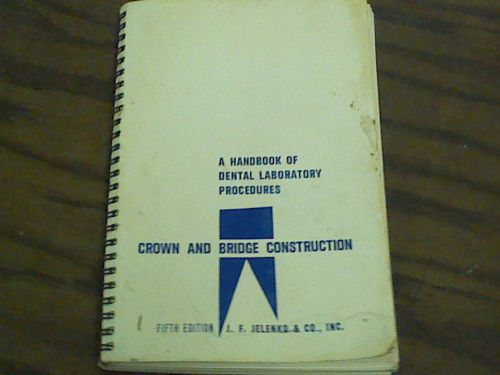 A HANDBOOK OF
DENTAL LABORATORY
PROCEDURES
CROWN AND BRIDGE CONSTRUCTION
FIFTH EDITION J. F. JELENKO & CO., INC.